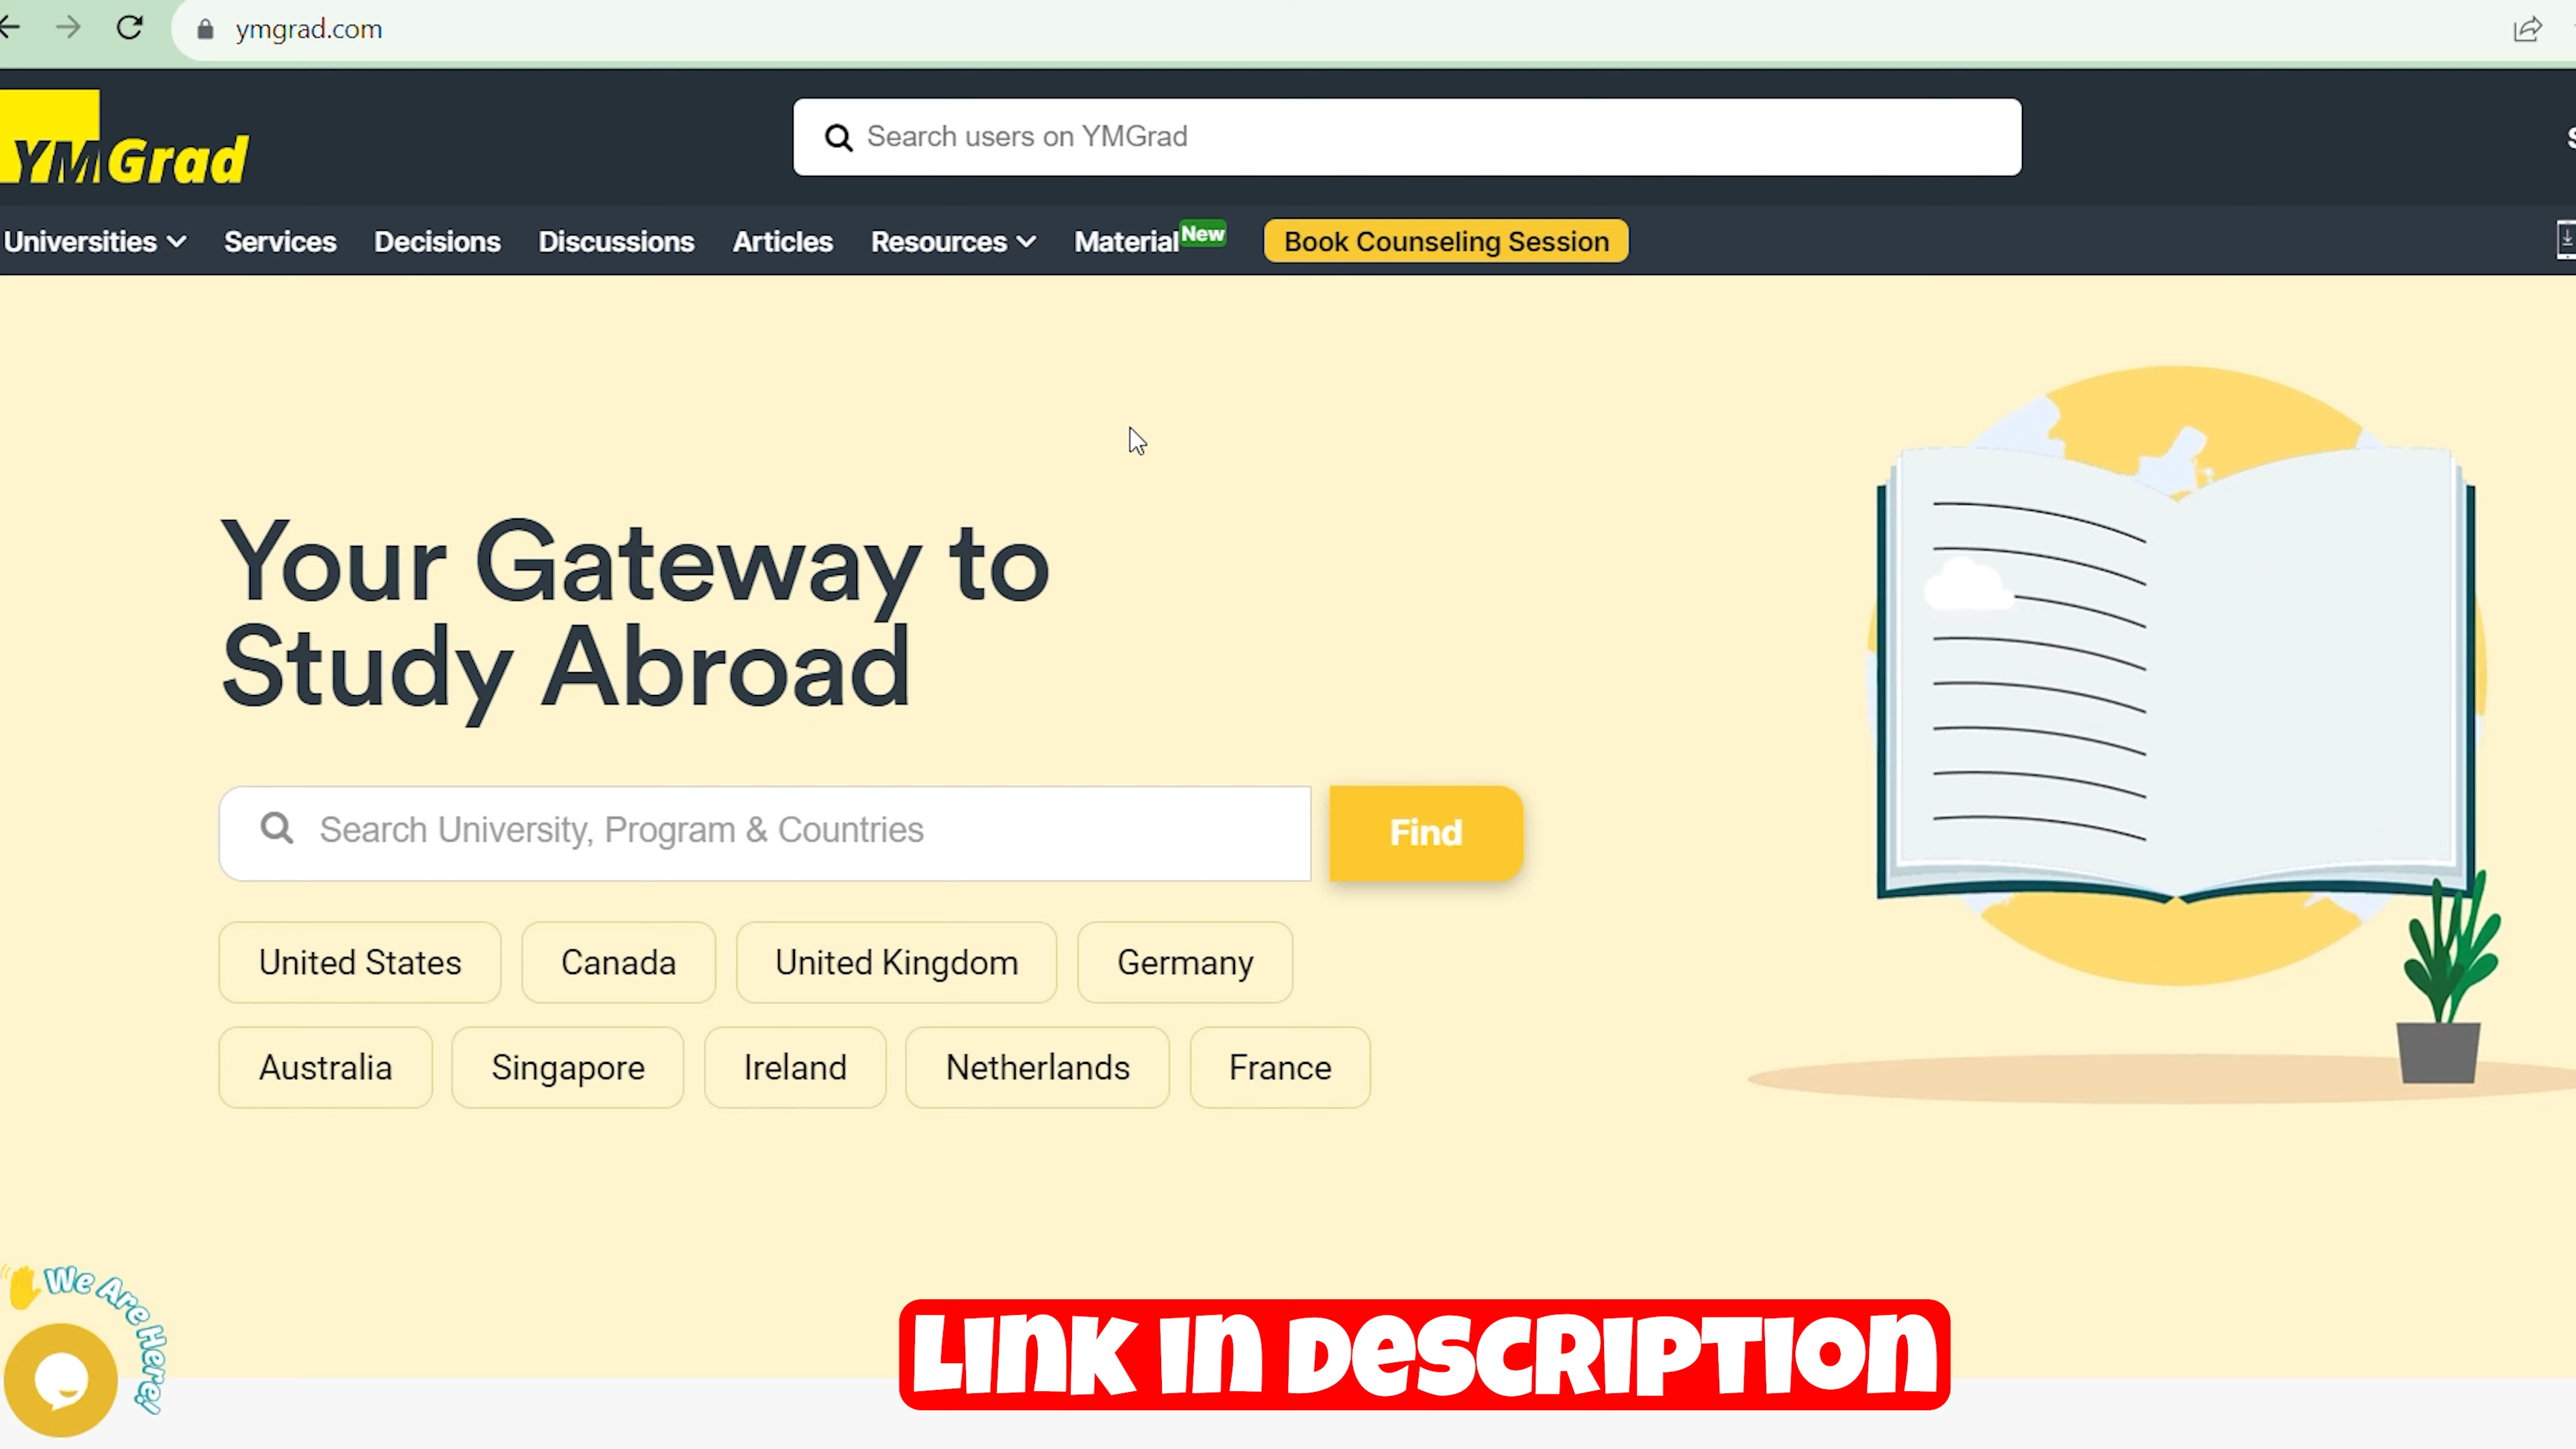 ymgrad.com
YMGrad
Search users on YMGrad
Universities Services Decisions Discussions Articles Resources Material New Book Counseling Session
Your Gateway to
Study Abroad
Search University, Program & Countries
Find
United States Canada United Kingdom Germany
Australia Singapore Ireland Netherlands France
We Are Here!
LINK IN DESCRIPTION